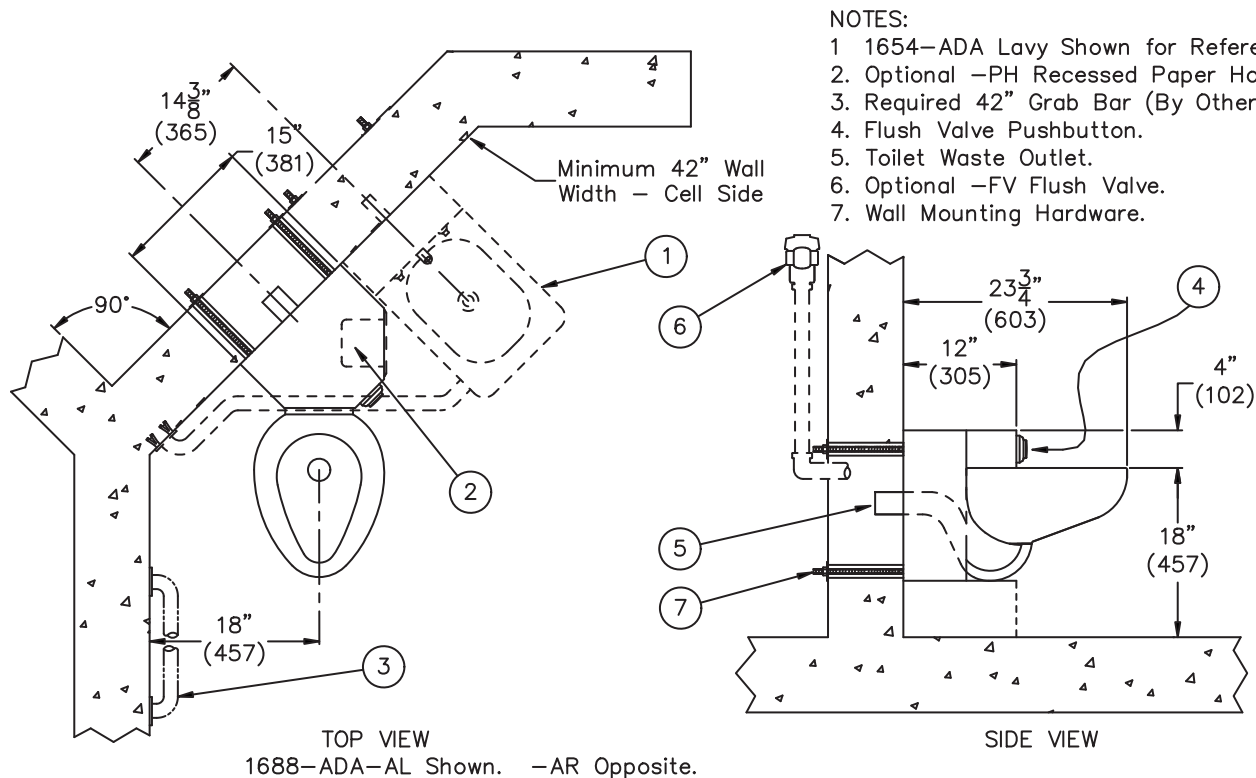 NOTES:
1 1654-ADA Lavy Shown for
2. Optional -PH Recessed Paper
3. Required 42" Grab Bar (By
4. Flush Valve Pushbutton.
5. Toilet Waste Outlet.
6. Optional -FV Flush Valve.
7. Wall Mounting Hardware.
14 3/8"
(365)
15"
(381)
Minimum 42" Wall
Width - Cell Side
90°
1
2
18"
(457)
3
TOP VIEW
1688-ADA-AL Shown. -AR Opposite.
6
23 3/4"
(603)
4
12"
(305)
4"
(102)
5
18"
(457)
7
SIDE VIEW